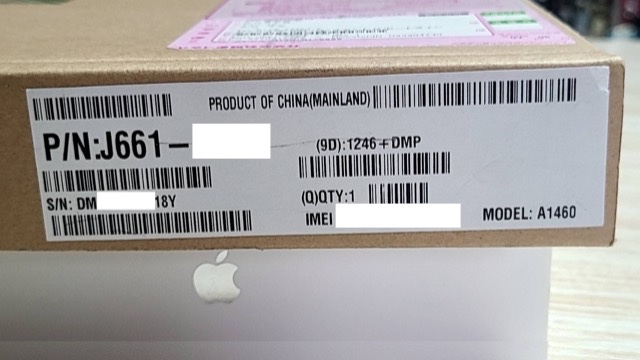 PRODUCT OF CHINA(MAINLAND)
P/N:J661-
(9D):1246+DMP
S/N: DM
18Y
(Q)QTY:1
IMEI
MODEL: A1460